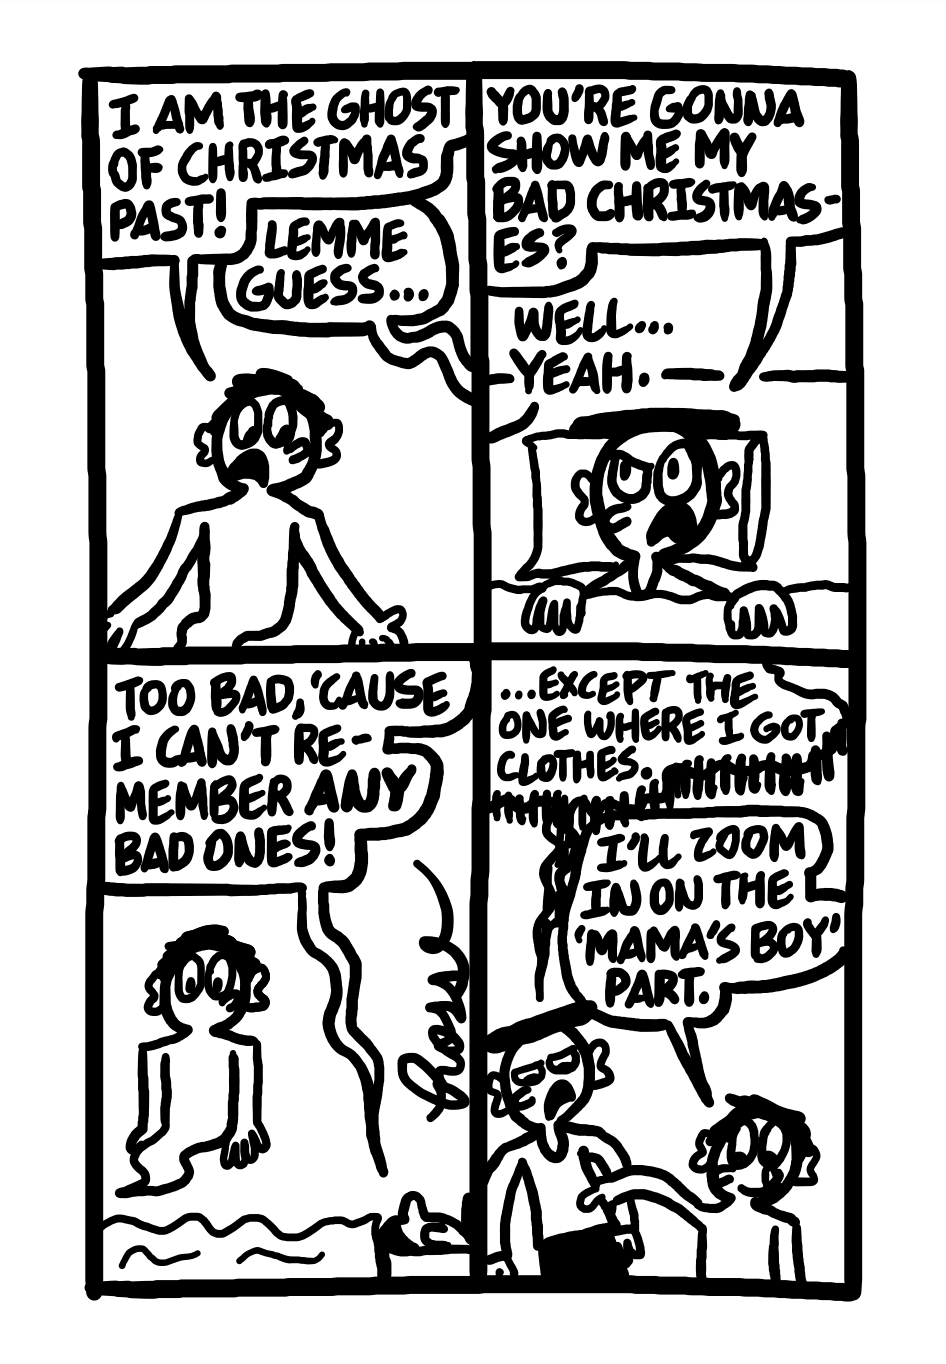 I AM THE GHOST
OF CHRISTMAS
PAST!
LEMME
GUESS...
YOU'RE GONNA
SHOW ME MY
BAD CHRISTMAS-
ES?
WELL...
YEAH.
TOO BAD, 'CAUSE
I CAN'T RE-
MEMBER ANY
BAD ONES!
...EXCEPT THE
ONE WHERE I GOT
CLOTHES.
I'LL ZOOM
IN ON THE
'MAMA'S BOY'
PART.